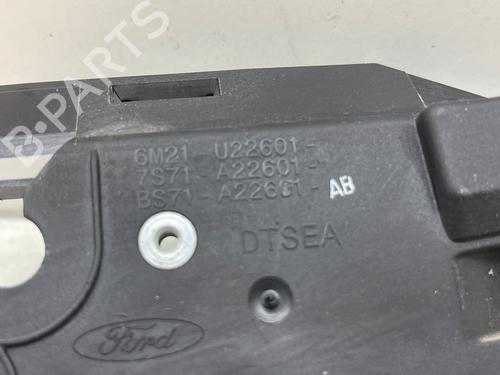 B-PARTS
6M21 U22601-
7S71 - A22601-
BS71 - A22601- AB
DTSEA
Ford